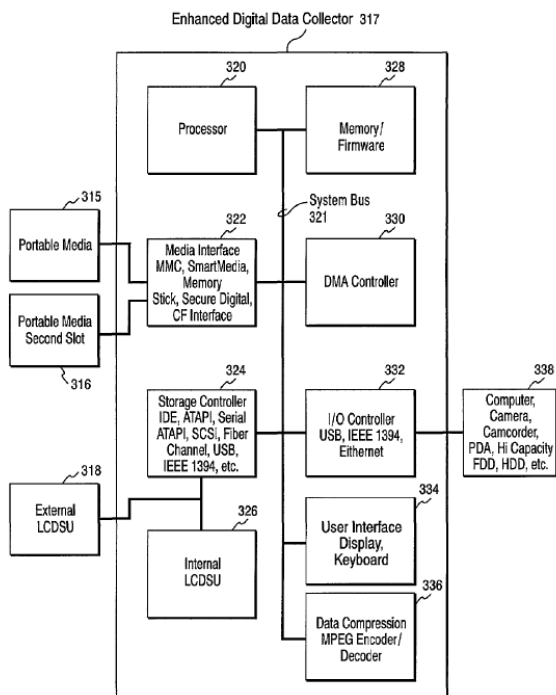 Enhanced Digital Data Collector 317
320
Processor
328
Memory/
Firmware
System Bus
321
315
Portable Media
322
Media Interface
MMC, SmartMedia,
Memory
Stick, Secure Digital,
CF Interface
330
DMA Controller
Portable Media
Second Slot
316
324
Storage Controller
IDE, ATAPI, Serial
ATAPI, SCSI, Fiber
Channel, USB,
IEEE 1394, etc.
332
I/O Controller
USB, IEEE 1394,
Eithernet
338
Computer,
Camera,
Camcorder,
PDA, Hi Capacity
FDD, HDD, etc.
318
External
LCDSU
326
Internal
LCDSU
334
User Interface
Display,
Keyboard
336
Data Compression
MPEG Encoder/
Decoder